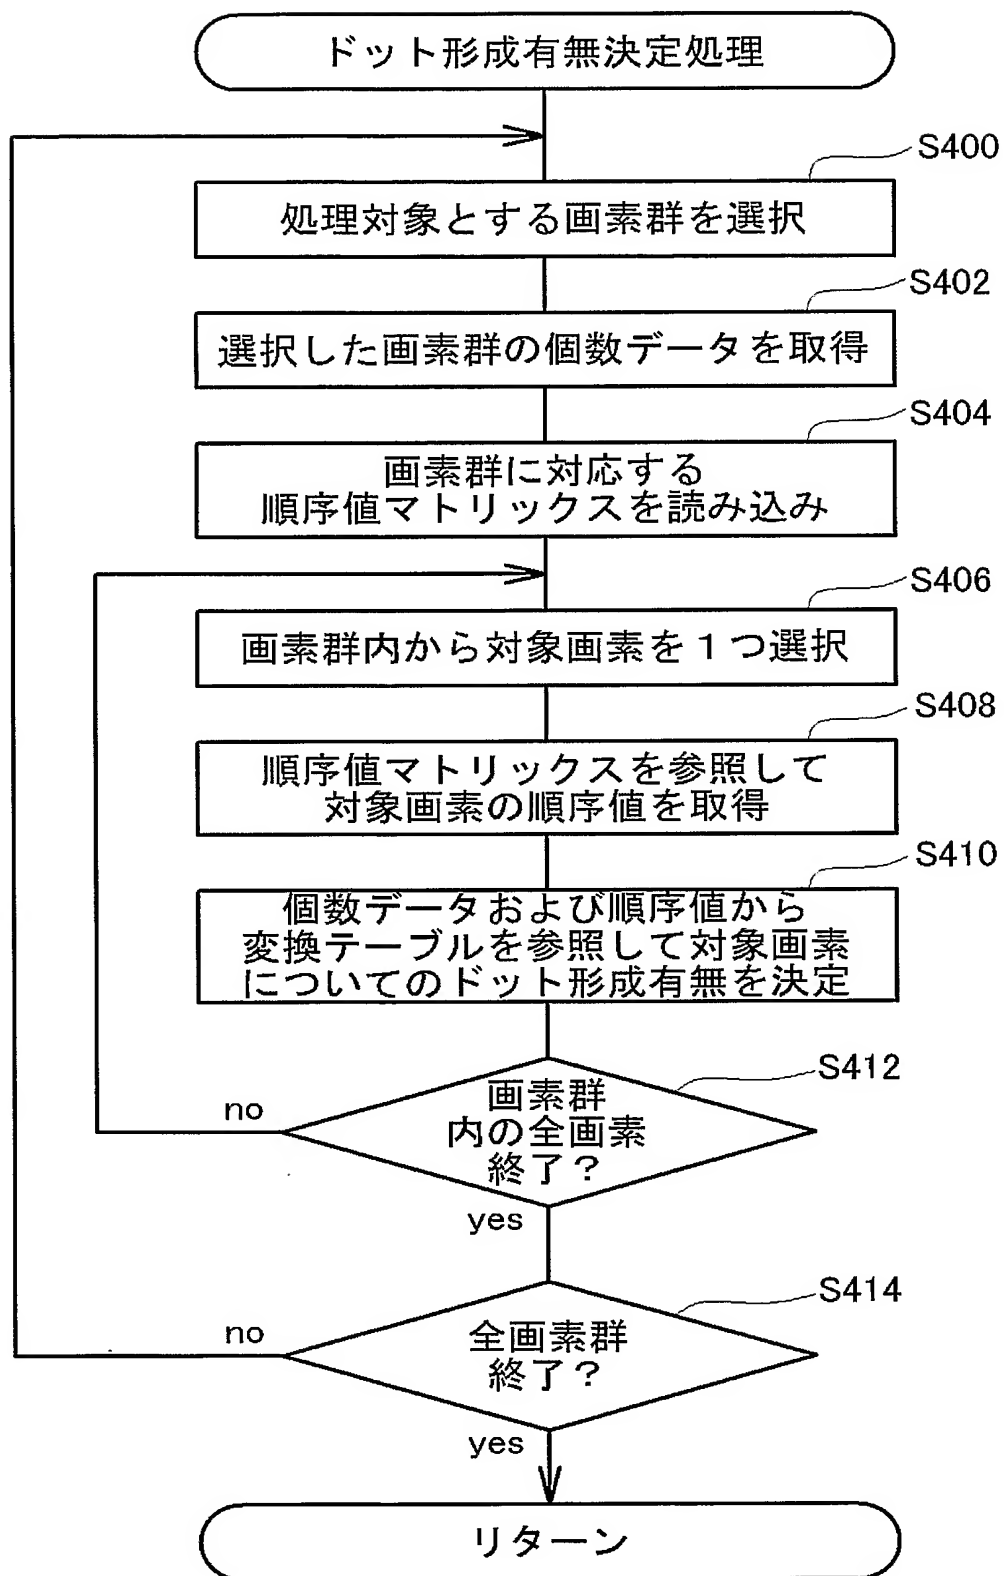 ドット形成有無決定処理
S400
処理対象とする画素群を選択
S402
選択した画素群の個数データを取得
S404
画素群に対応する
順序値マトリックスを読み込み
S406
画素群内から対象画素を１つ選択
S408
順序値マトリックスを参照して
対象画素の順序値を取得
S410
個数データおよび順序値から
変換テーブルを参照して対象画素
についてのドット形成有無を決定
S412
画素群
内の全画素
終了？
no
yes
S414
全画素群
終了？
no
yes
リターン